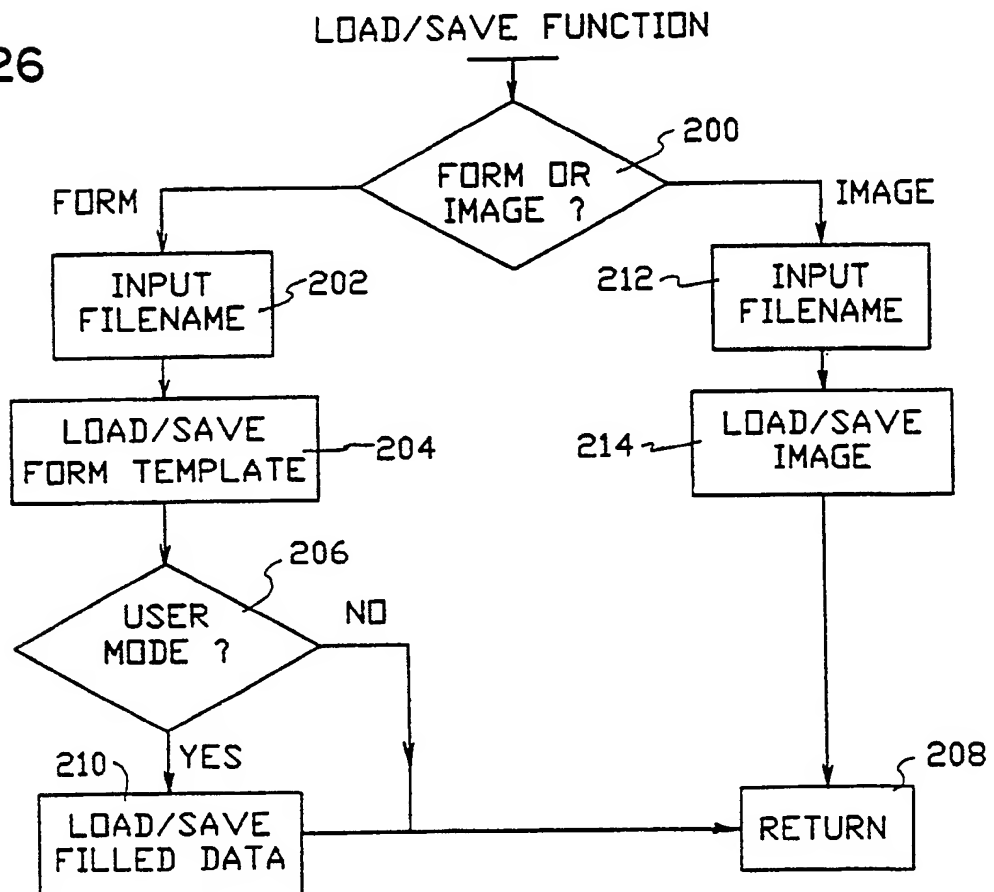 26
LOAD/SAVE FUNCTION
200
FORM OR
IMAGE ?
FORM
IMAGE
INPUT
FILENAME
202
212
INPUT
FILENAME
LOAD/SAVE
FORM TEMPLATE
204
214
LOAD/SAVE
IMAGE
206
USER
MODE ?
NO
YES
210
LOAD/SAVE
FILLED DATA
208
RETURN